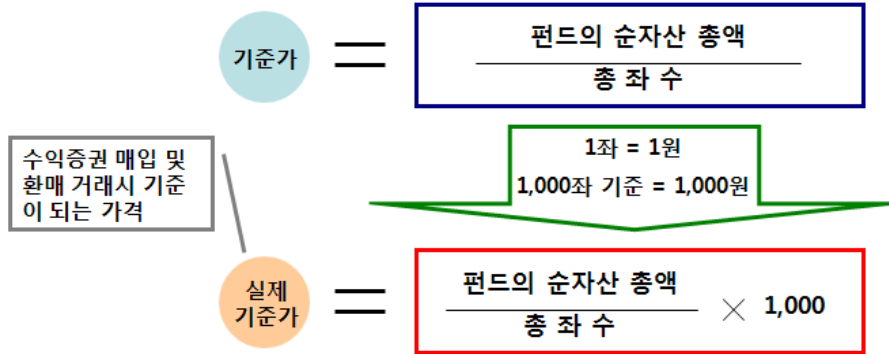 기준가
=
펀드의 순자산 총액
총 좌 수
수익증권 매입 및
환매 거래시 기준
이 되는 가격
1좌 = 1원
1,000좌 기준 = 1,000원
실제
기준가
=
펀드의 순자산 총액
총 좌 수
× 1,000